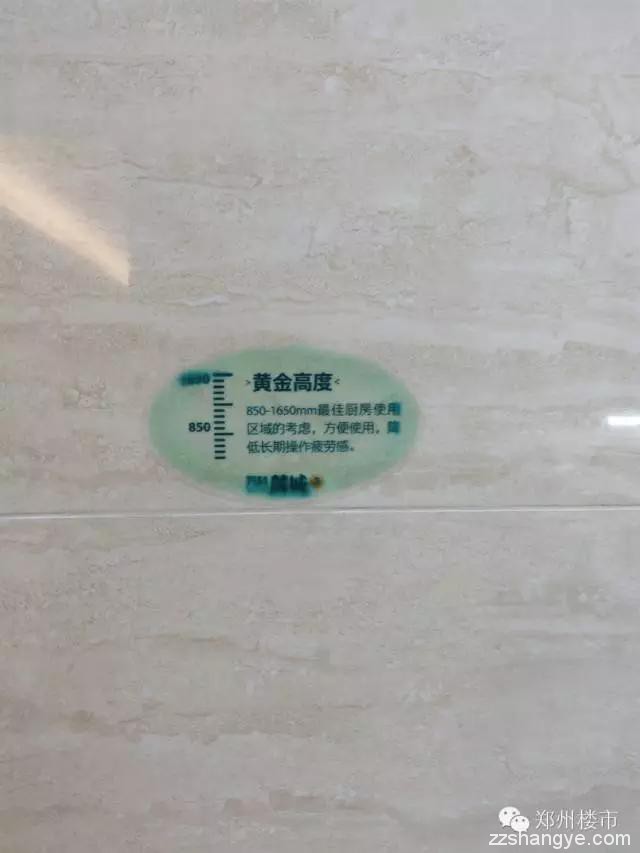 >黄金高度<
1650
850-1650mm最佳厨房使用
850
区域的考虑，方便使用，降
低长期操作疲劳感。
郑州楼市
zzshangye.com